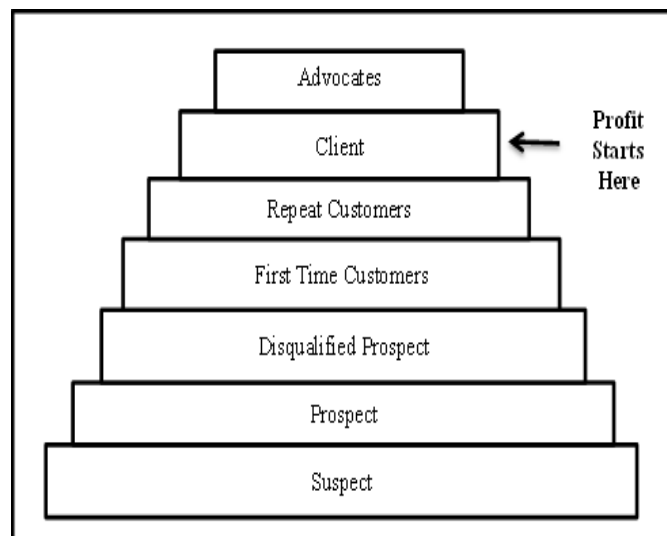 Advocates
Client
Profit
Starts
Here
Repeat Customers
First Time Customers
Disqualified Prospect
Prospect
Suspect